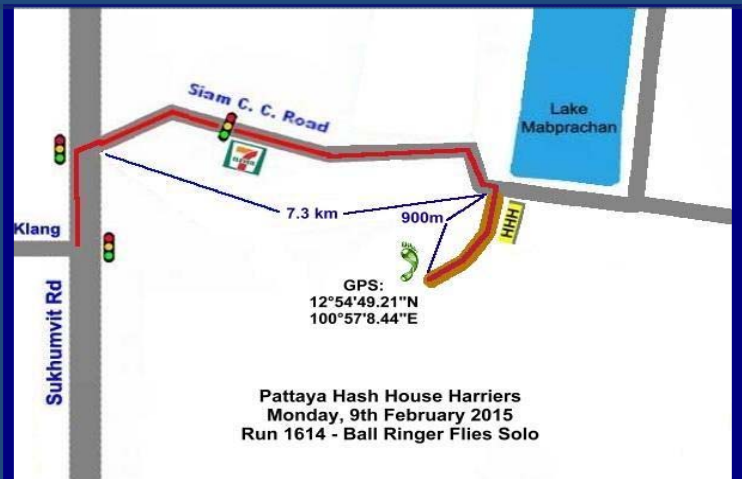 Siam C. C. Road
7
Lake
Mabprachan
7.3 km
900m
HHH
Klang
GPS:
12°54'49.21"N
100°57'8.44"E
Sukhumvit Rd
Pattaya Hash House Harriers
Monday, 9th February 2015
Run 1614 - Ball Ringer Flies Solo